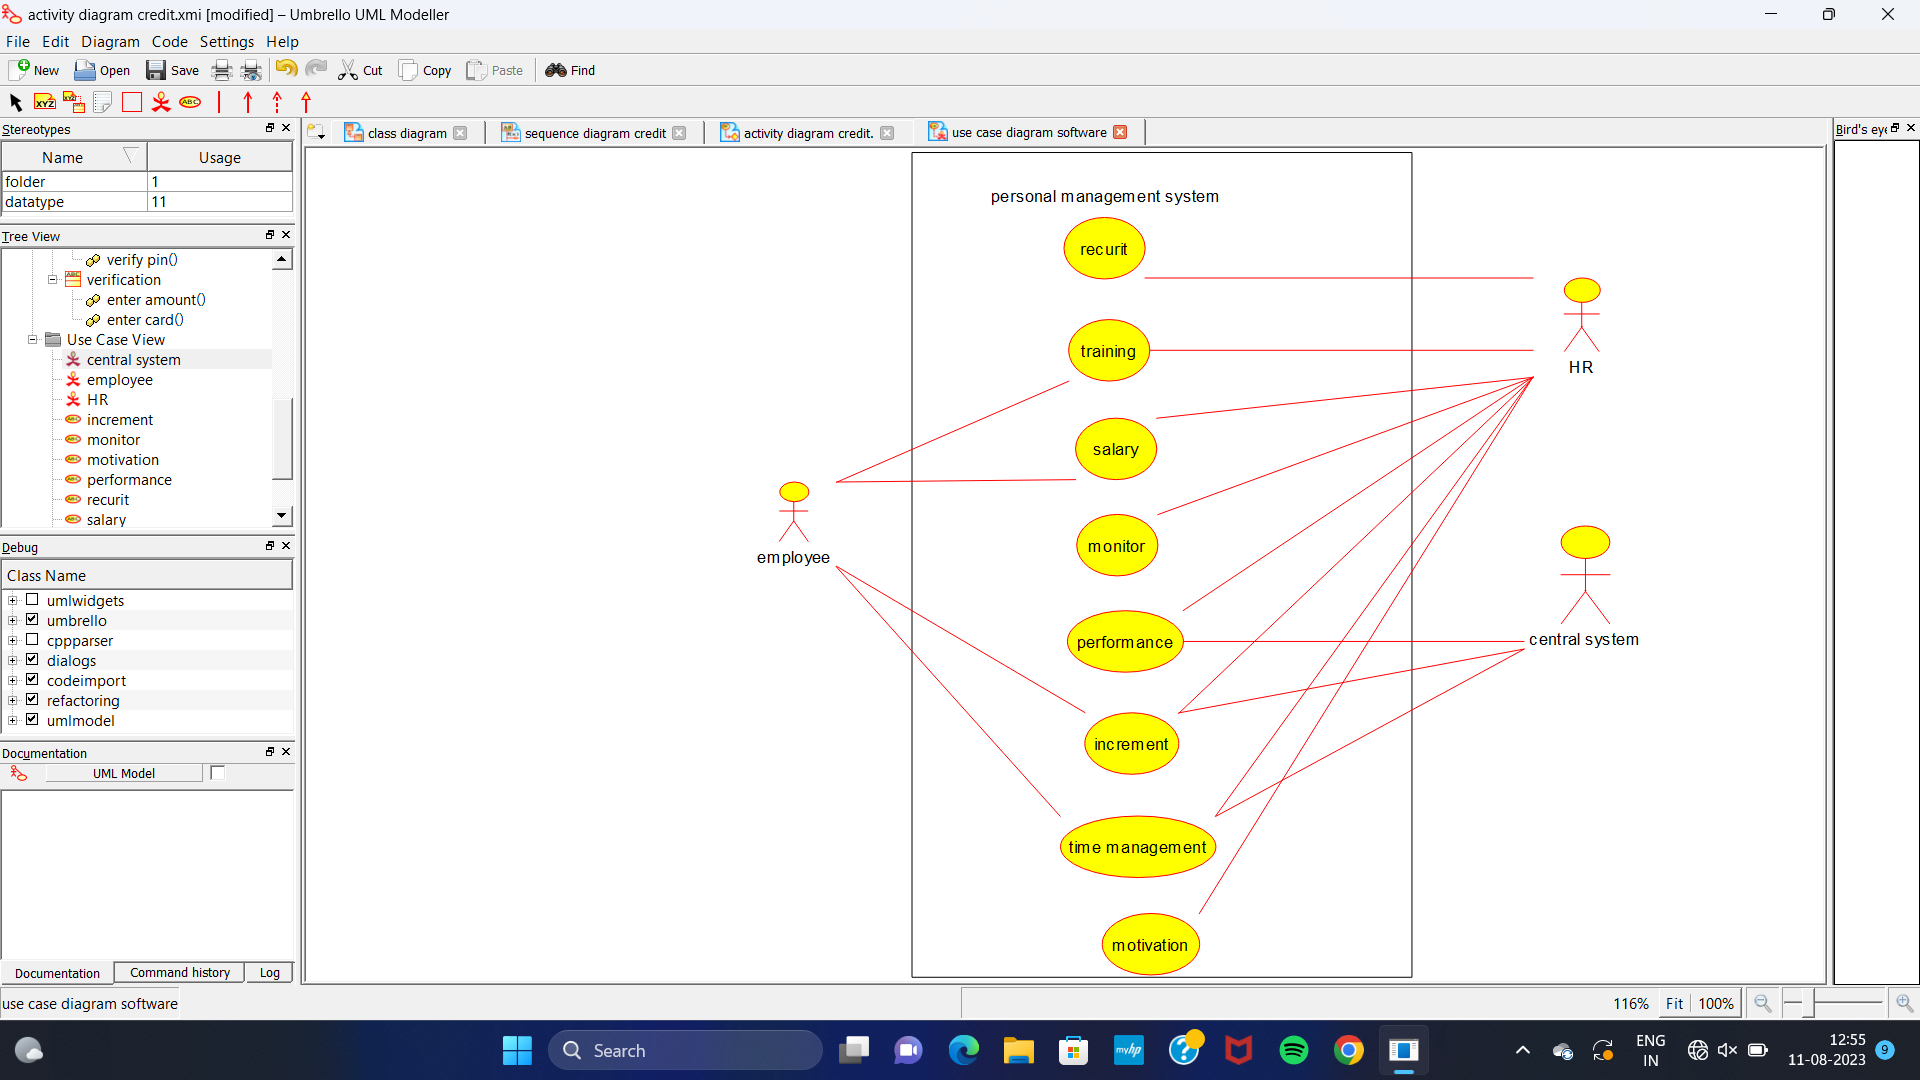 activity diagram credit.xmi [modified] – Umbrello UML Modeller
File Edit Diagram Code Settings Help
New Open Save Cut Copy Paste Find
XYZ XYZ ABC
Stereotypes
Name Usage
folder 1
datatype 11
Tree View
verify pin()
verification
enter amount()
enter card()
Use Case View
central system
employee
HR
increment
monitor
motivation
performance
recurit
salary
Debug
Class Name
umlwidgets
umbrello
cppparser
dialogs
codeimport
refactoring
umlmodel
Documentation
UML Model
Documentation Command history Log
class diagram sequence diagram credit activity diagram credit. use case diagram software
personal management system
recurit
training
salary
monitor
performance
increment
time management
motivation
employee
HR
central system
Bird's eye
use case diagram software
116% Fit 100%
Search
myhp
ENG
IN
12:55
11-08-2023
9